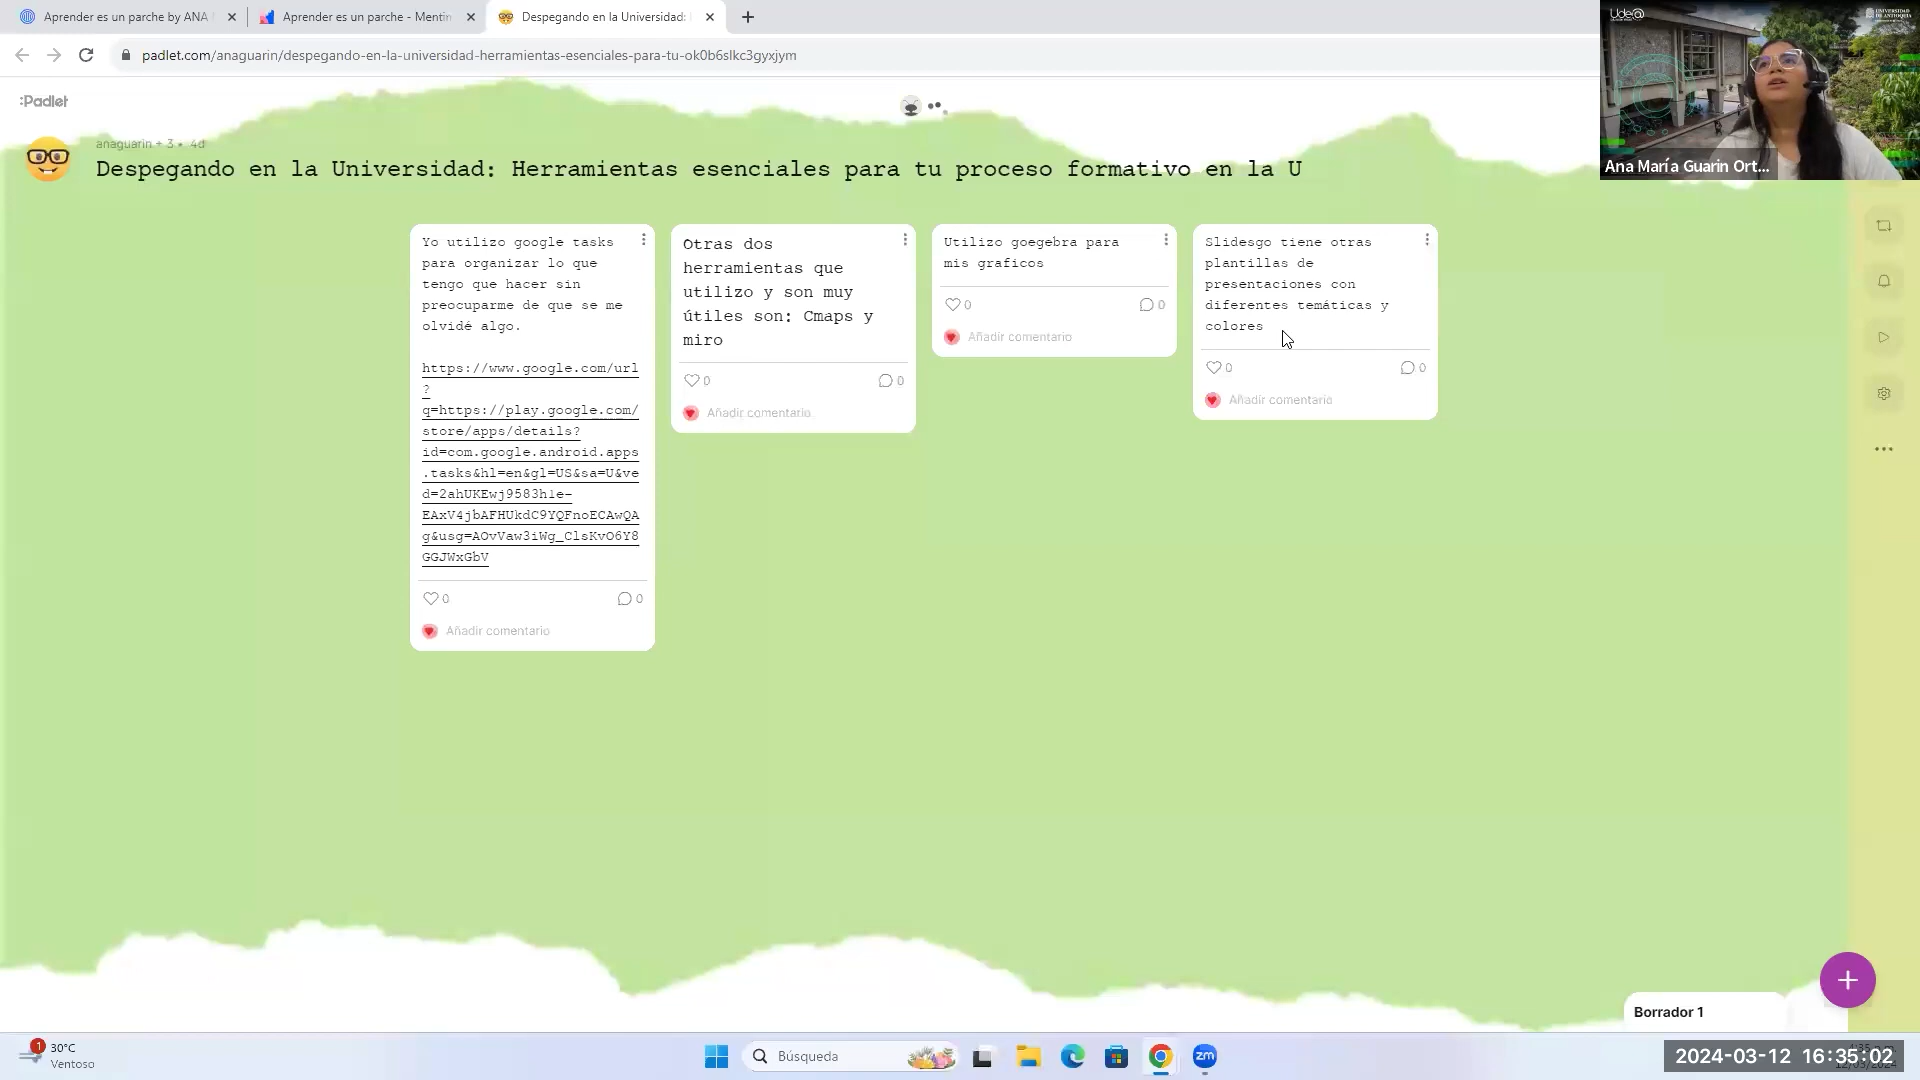 Aprender es un parche by ANA
Aprender es un parche - Mentim
Despegando en la Universidad:
padlet.com/anaguarin/despegando-en-la-universidad-herramientas-esenciales-para-tu-ok0b6slkc3gyxjym
:Padlet
anaguarin + 3 • 4d
Despegando en la Universidad: Herramientas esenciales para tu proceso formativo en la U
Yo utilizo google tasks
para organizar lo que
tengo que hacer sin
preocuparme de que se me
olvidé algo.
https://www.google.com/url
?
q=https://play.google.com/
store/apps/details?
id=com.google.android.apps
.tasks&hl=en&gl=US&sa=U&ve
d=2ahUKEwj9583h1e-
EAxV4jbAFHUkdC9YQFnoECAwQA
g&usg=AOvVaw3iWg_ClsKvO6Y8
GGJWxGbV
0 0
Añadir comentario
Otras dos
herramientas que
utilizo y son muy
útiles son: Cmaps y
miro
0 0
Añadir comentario
Utilizo goegebra para
mis graficos
0 0
Añadir comentario
Slidesgo tiene otras
plantillas de
presentaciones con
diferentes temáticas y
colores
0 0
Añadir comentario
Ude@
UNIVERSIDAD
DE ANTIOQUIA
Ana María Guarin Ort...
Borrador 1
1
30°C
Ventoso
Búsqueda
zm
2024-03-12 16:35:02